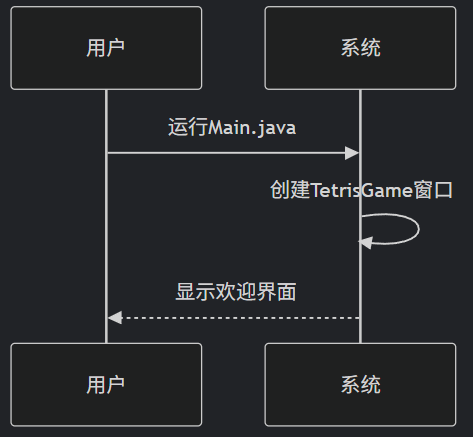 用户
系统
运行Main.java
创建TetrisGame窗口
显示欢迎界面
用户
系统